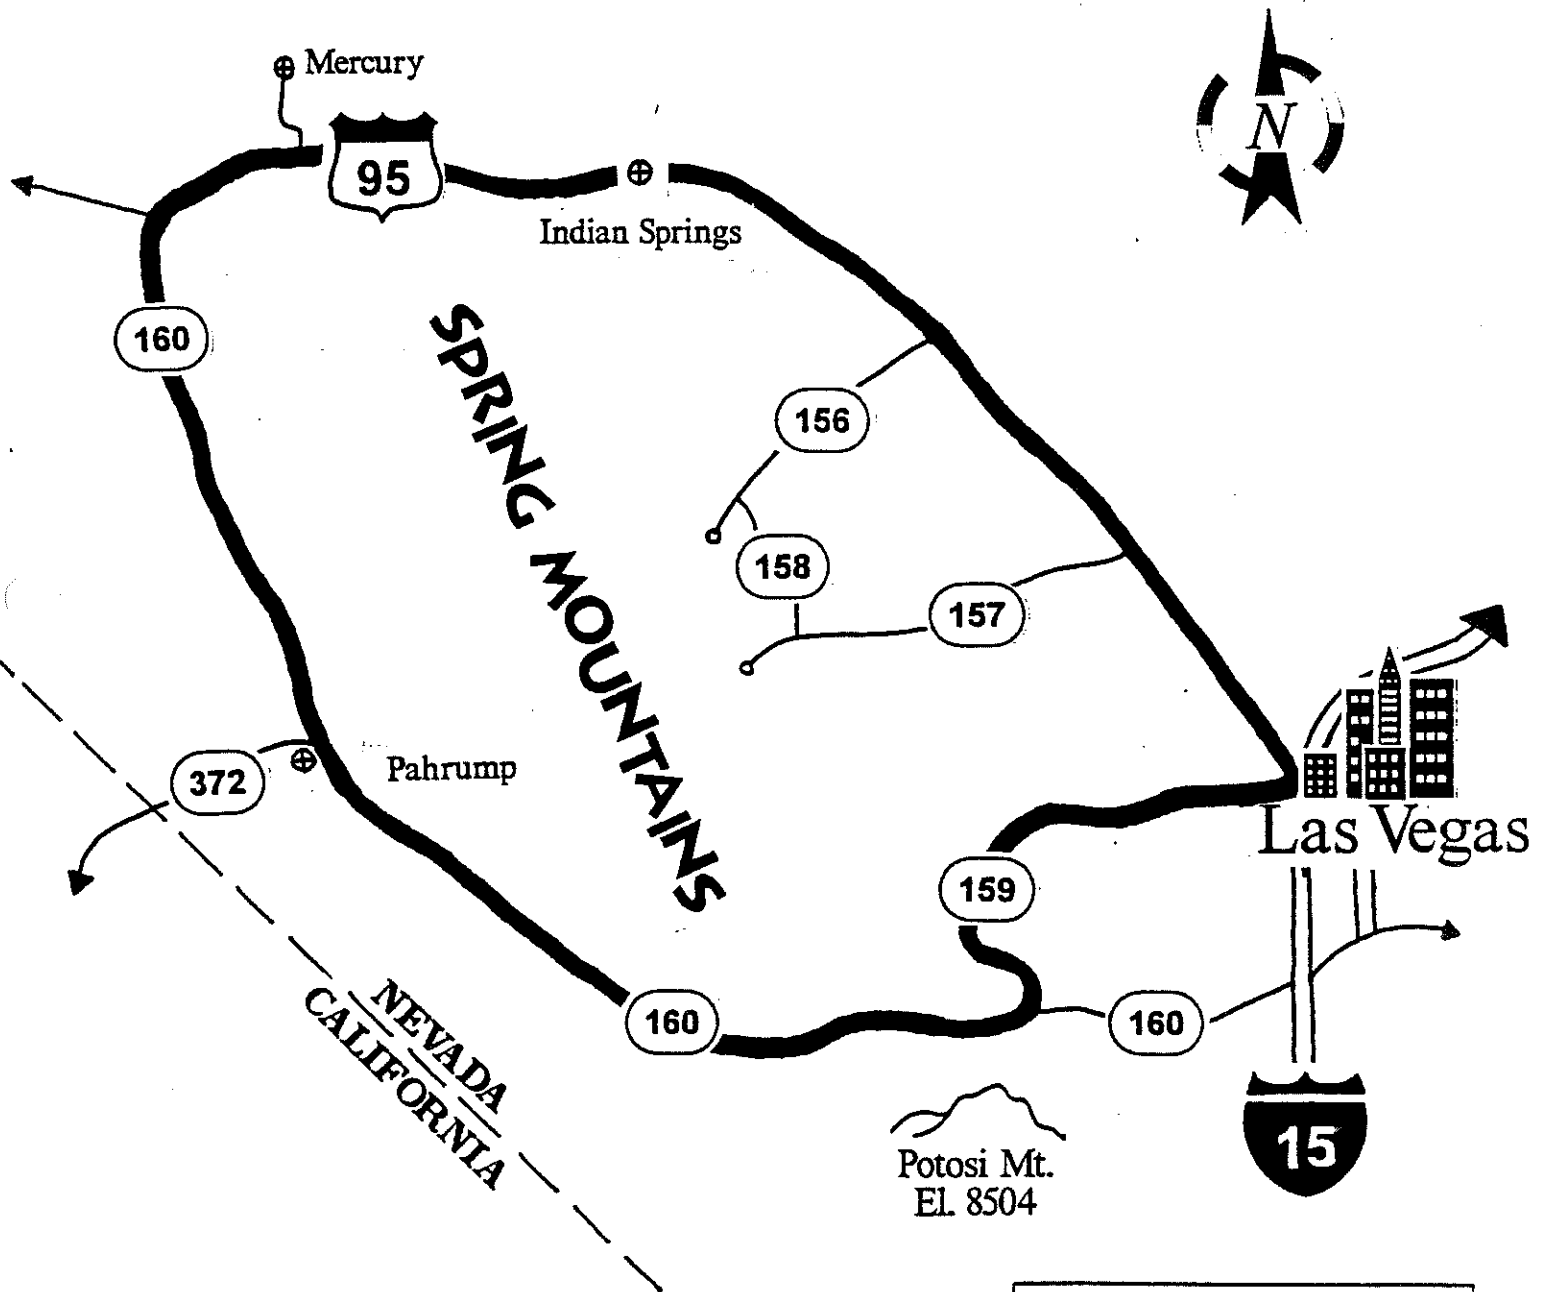 Mercury
N
95
Indian Springs
160
SPRING MOUNTAINS
156
158
157
372
Pahrump
Las Vegas
159
160
160
NEVADA
CALIFORNIA
15
Potosi Mt.
El. 8504